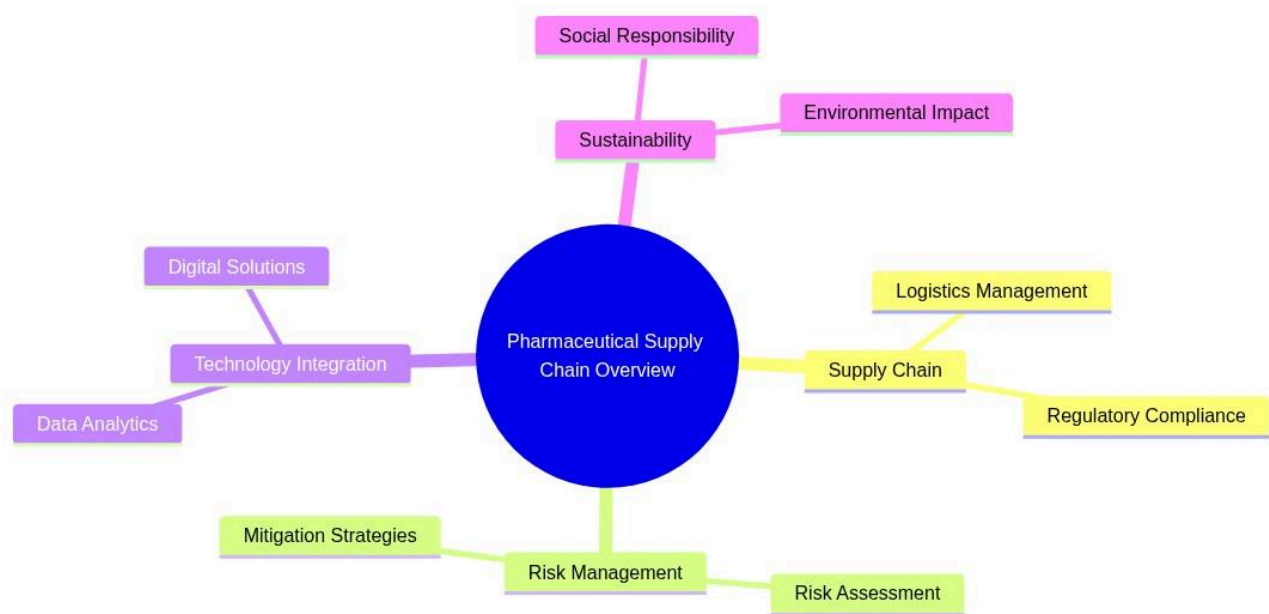 Social Responsibility
Environmental Impact
Sustainability
Digital Solutions
Logistics Management
Pharmaceutical Supply
Chain Overview
Technology Integration
Supply Chain
Data Analytics
Regulatory Compliance
Mitigation Strategies
Risk Management
Risk Assessment